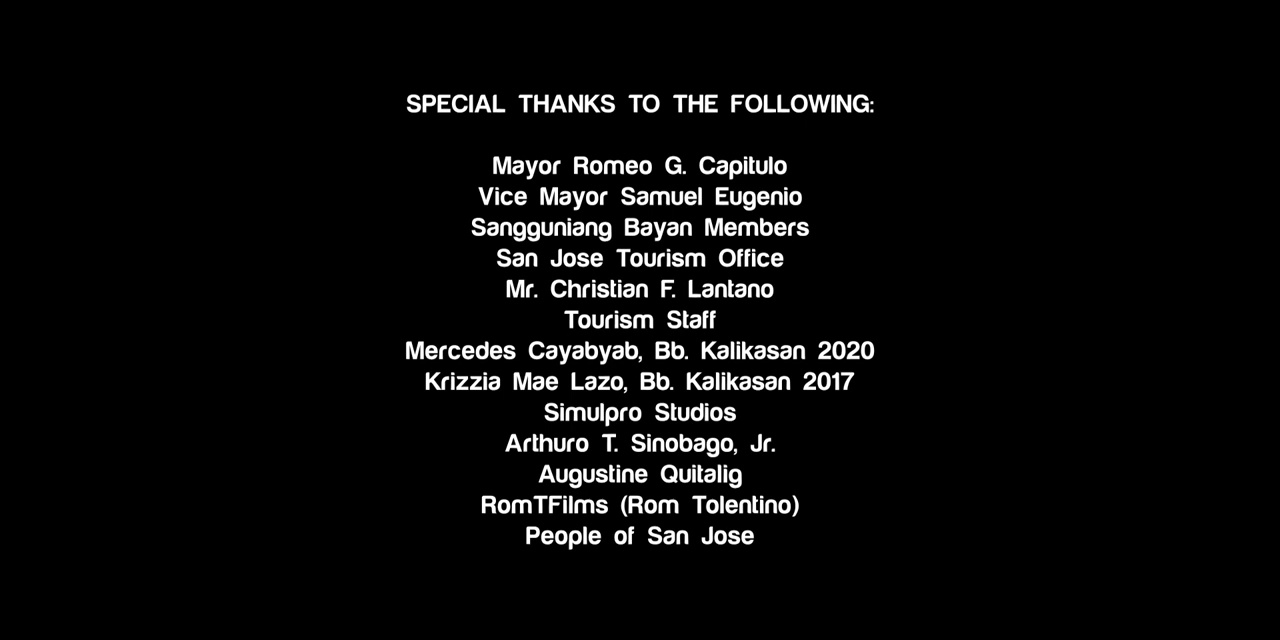 SPECIAL THANKS TO THE FOLLOWING:
Mayor Romeo G. Capitulo
Vice Mayor Samuel Eugenio
Sangguniang Bayan Members
San Jose Tourism Office
Mr. Christian F. Lantano
Tourism Staff
Mercedes Cayabyab, Bb. Kalikasan 2020
Krizzia Mae Lazo, Bb. Kalikasan 2017
Simulpro Studios
Arthuro T. Sinobago, Jr.
Augustine Quitalig
RomTFilms (Rom Tolentino)
People of San Jose